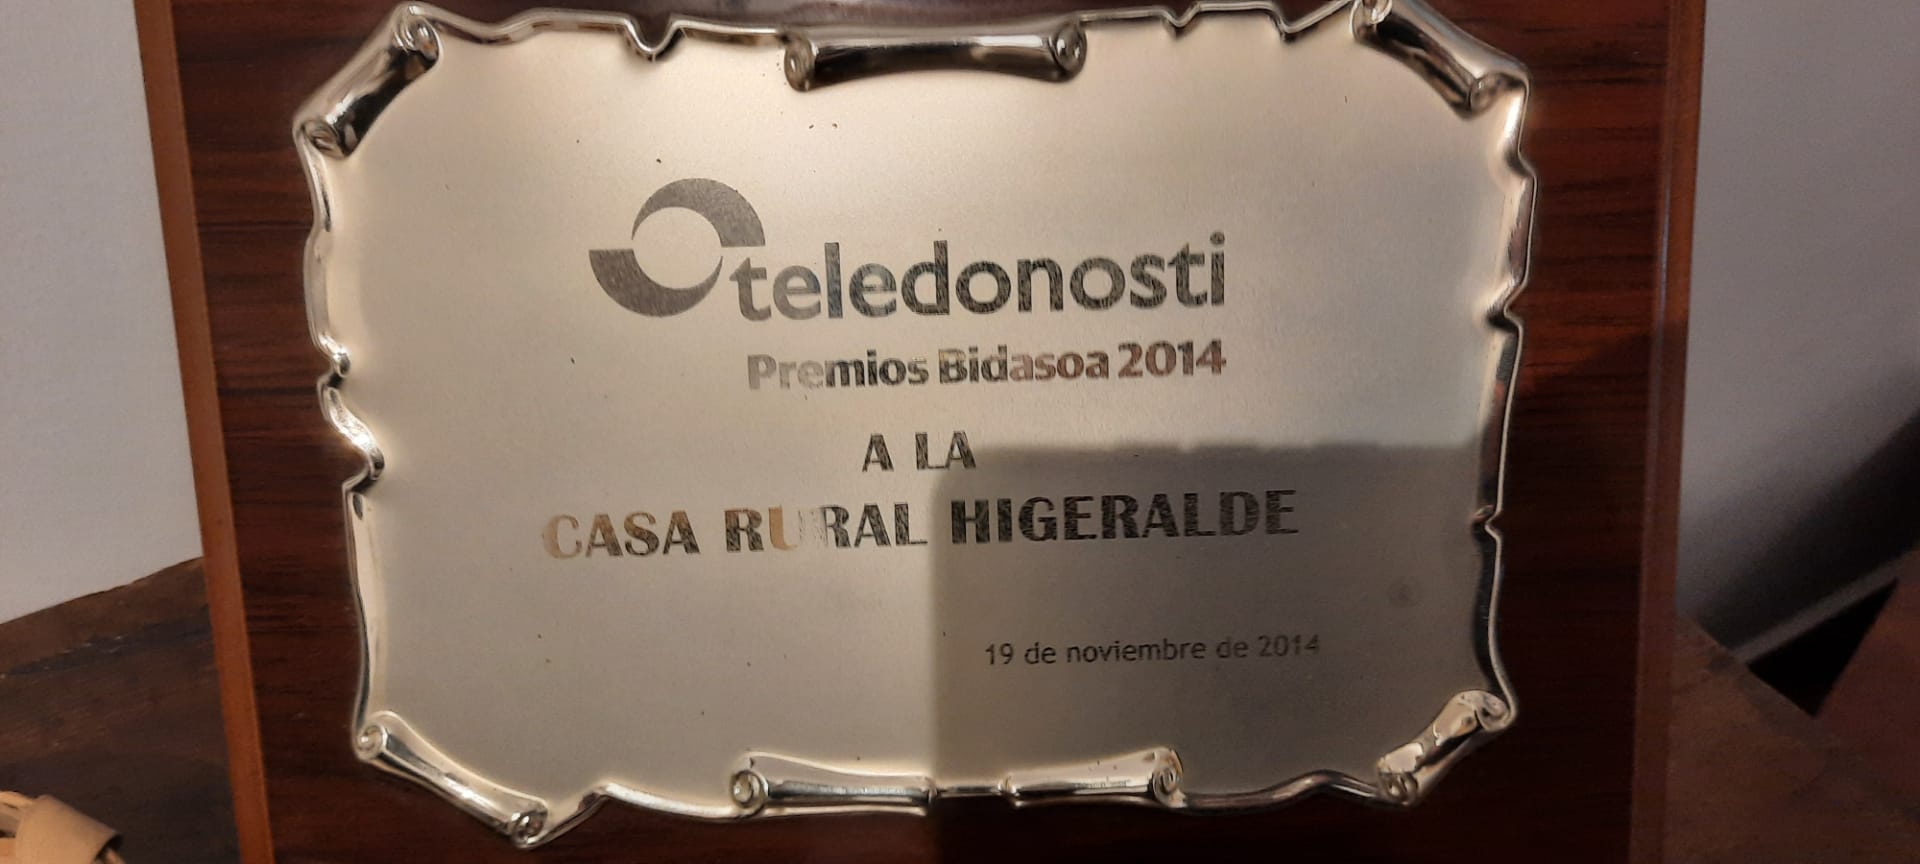 teledonosti
Premios Bidasoa 2014
A LA
CASA RURAL HIGERALDE
19 de noviembre de 2014